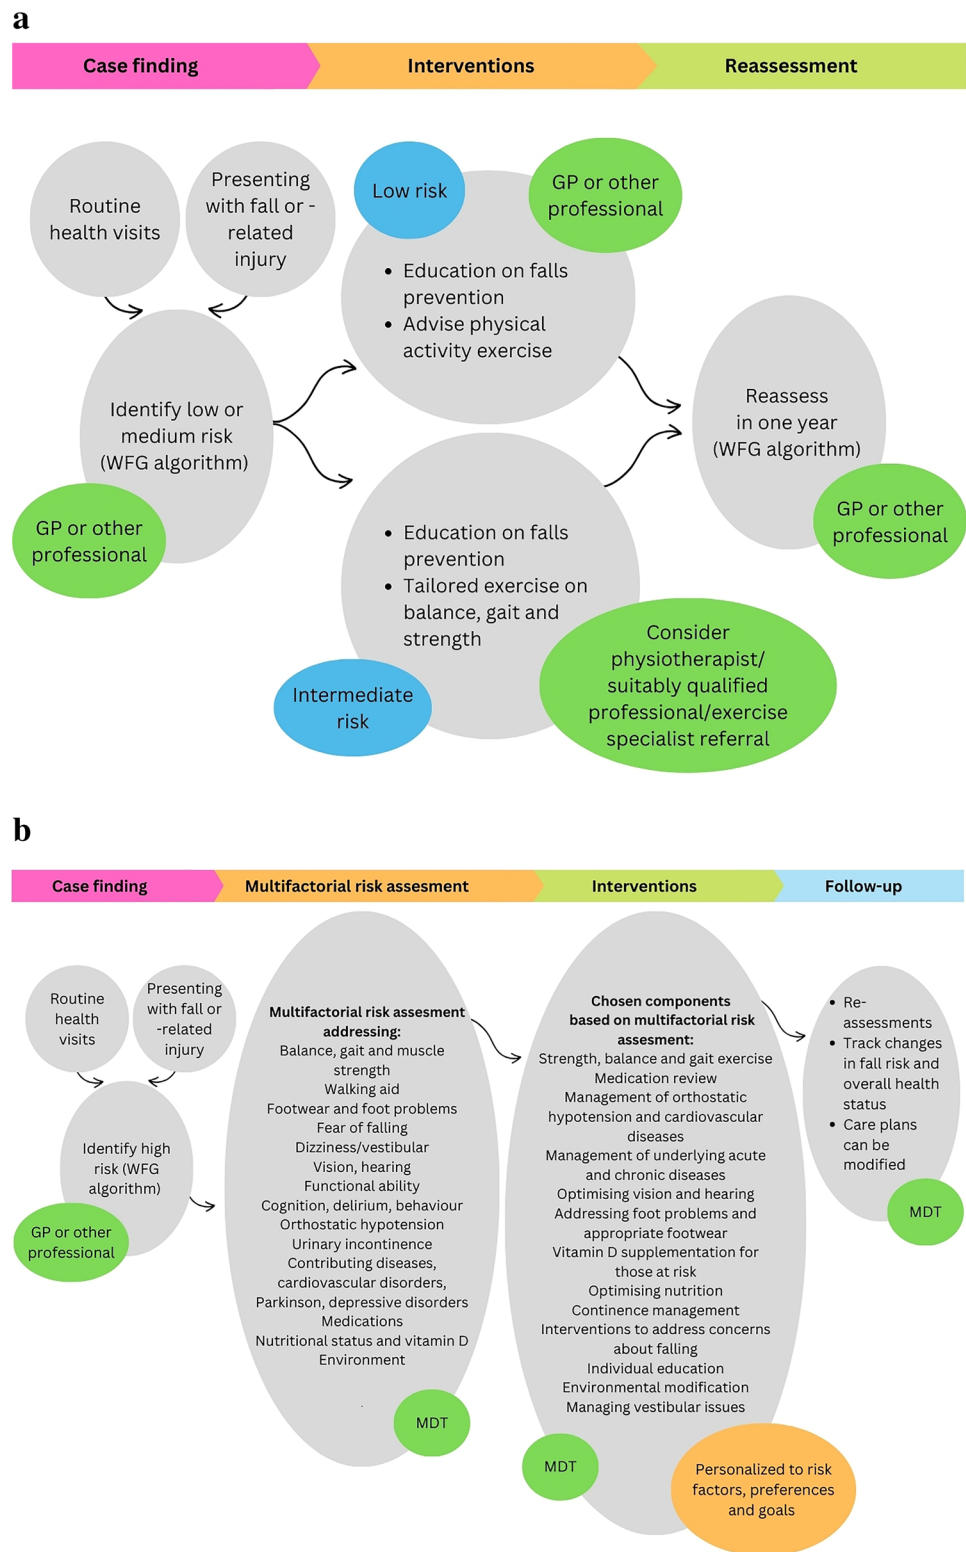 a
Case finding
Interventions
Reassessment
Routine
health visits
Presenting
with fall or -
related
injury
Low risk
GP or other
professional
• Education on falls
prevention
• Advise physical
activity exercise
Identify low or
medium risk
(WFG algorithm)
GP or other
professional
Reassess
in one year
(WFG algorithm)
GP or other
professional
• Education on falls
prevention
• Tailored exercise on
balance, gait and
strength
Intermediate
risk
Consider
physiotherapist/
suitably qualified
professional/exercise
specialist referral
b
Case finding
Multifactorial risk assesment
Interventions
Follow-up
Routine
health
visits
Presenting
with fall or
-related
injury
Identify high
risk (WFG
algorithm)
GP or other
professional
Multifactorial risk assesment
addressing:
Balance, gait and muscle
strength
Walking aid
Footwear and foot problems
Fear of falling
Dizziness/vestibular
Vision, hearing
Functional ability
Cognition, delirium, behaviour
Orthostatic hypotension
Urinary incontinence
Contributing diseases,
cardiovascular disorders,
Parkinson, depressive disorders
Medications
Nutritional status and vitamin D
Environment
.
MDT
Chosen components
based on multifactorial risk
assesment:
Strength, balance and gait exercise
Medication review
Management of orthostatic
hypotension and cardiovascular
diseases
Management of underlying acute
and chronic diseases
Optimising vision and hearing
Addressing foot problems and
appropriate footwear
Vitamin D supplementation for
those at risk
Optimising nutrition
Continence management
Interventions to address concerns
about falling
Individual education
Environmental modification
Managing vestibular issues
MDT
Personalized to risk
factors, preferences
and goals
• Re-
assessments
• Track changes
in fall risk and
overall health
status
• Care plans
can be
modified
MDT